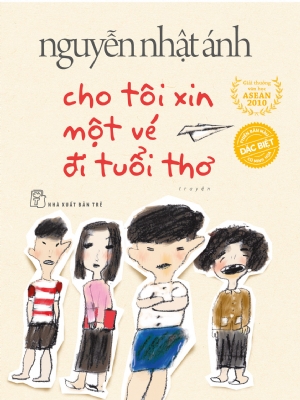 nguyễn nhật ánh
cho tôi xin
một vé
đi tuổi thơ
truyện
Giải thưởng
văn học
ASEAN
2010
ĐẶC BIỆT
NHÀ XUẤT BẢN TRẺ